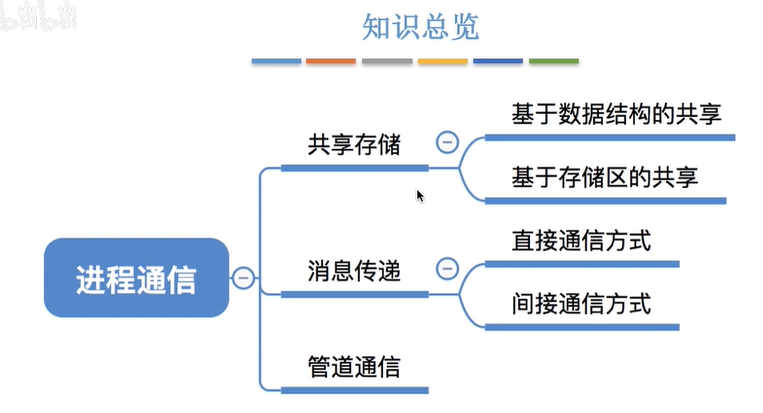 知识总览
共享存储
基于数据结构的共享
基于存储区的共享
进程通信
消息传递
直接通信方式
间接通信方式
管道通信